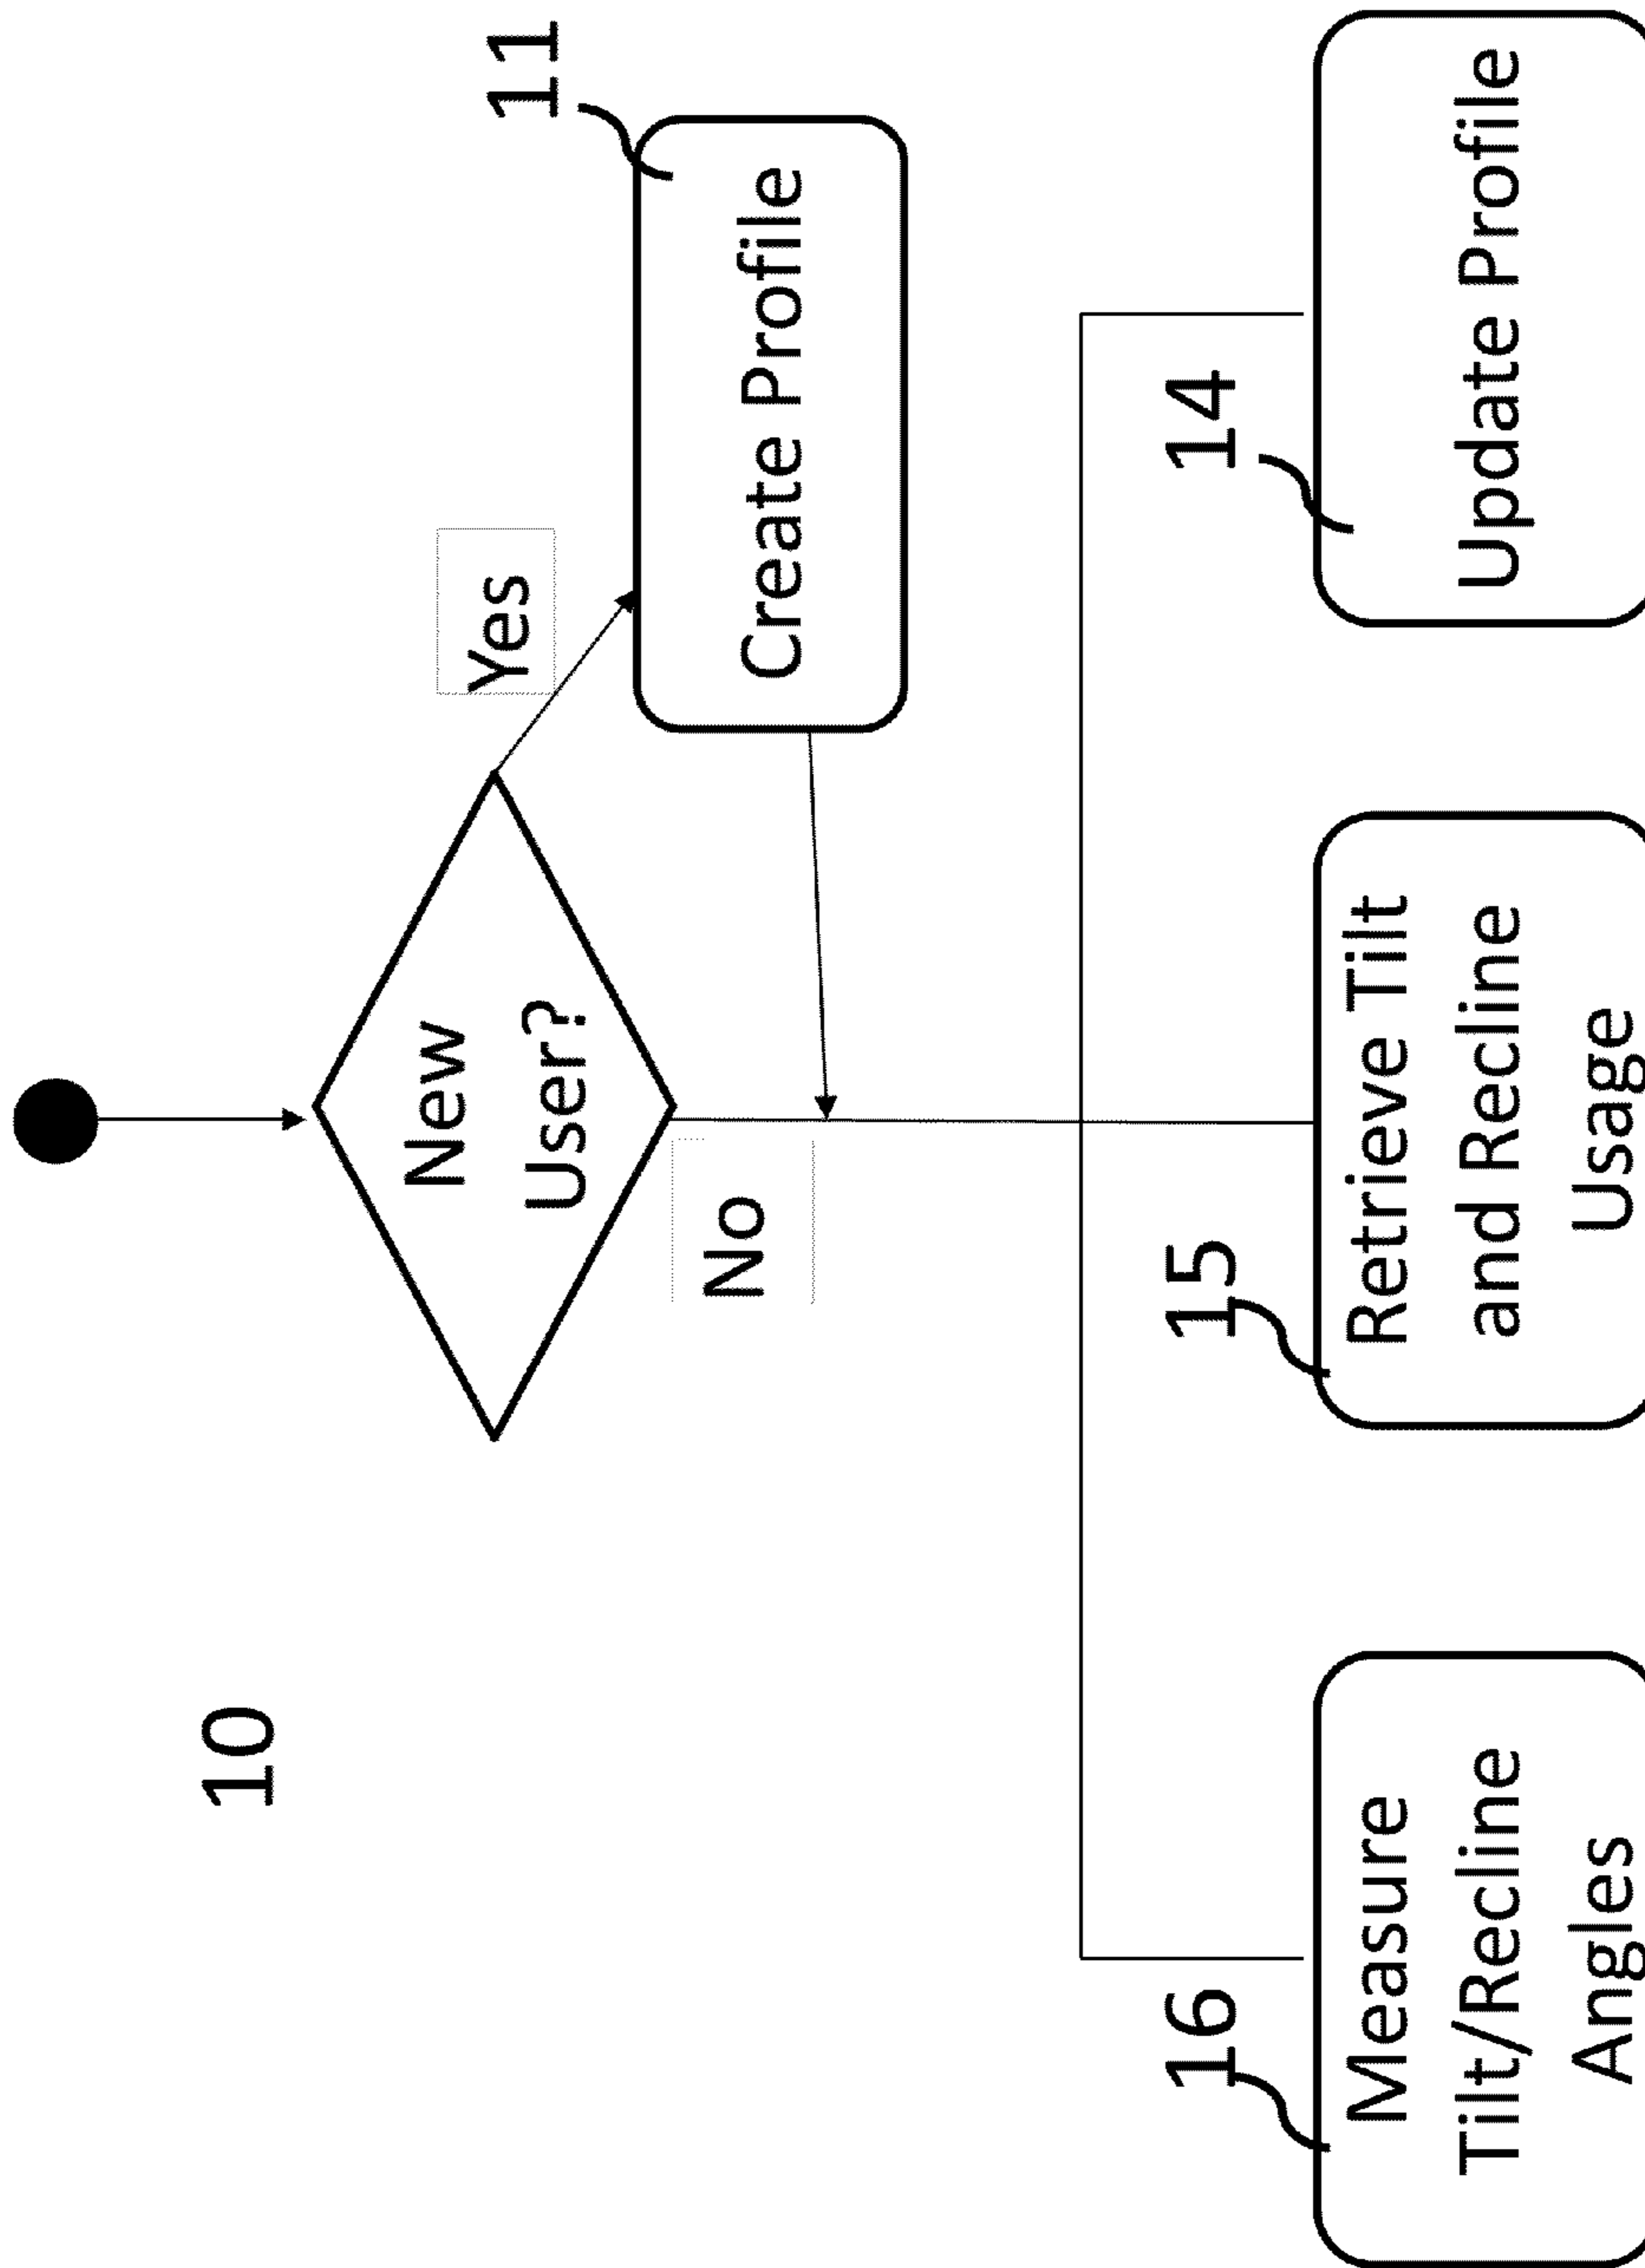 10
New
User?
Yes
11
No
Create Profile
16
15
14
Measure
Tilt/Recline
Angles
Retrieve Tilt
and Recline
Usage
Update Profile